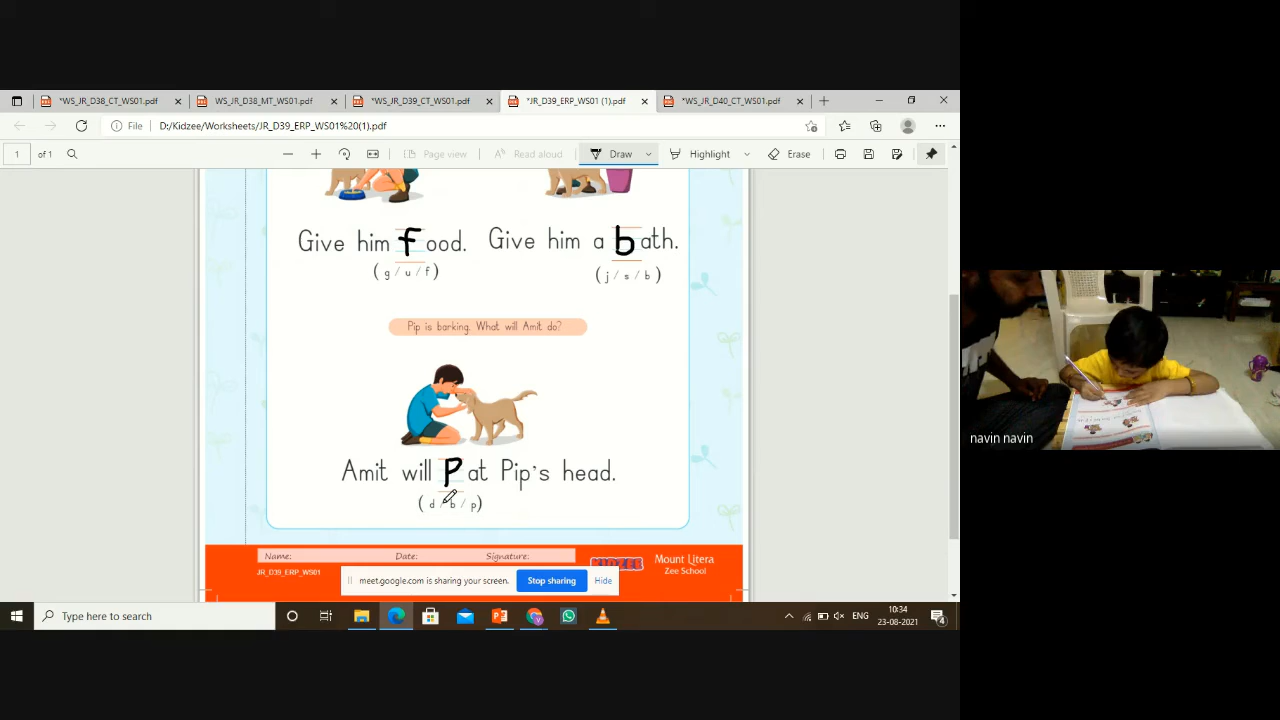 *WS_JR_D38_CT_WS01.pdf
WS_JR_D38_MT_WS01.pdf
*WS_JR_D39_CT_WS01.pdf
*JR_D39_ERP_WS01 (1).pdf
*WS_JR_D40_CT_WS01.pdf
File
D:/Kidzee/Worksheets/JR_D39_ERP_WS01%20(1).pdf
1 of 1
Page view
Read aloud
Draw
Highlight
Erase
Give him food. Give him a bath.
( g / u / f ) ( j / s / b )
Pip is barking. What will Amit do?
Amit will Pat Pip's head.
( d / b / p )
Name: Date: Signature:
JR_D39_ERP_WS01
KIDZEE
Mount Litera
Zee School
meet.google.com is sharing your screen. Stop sharing Hide
Type here to search
ENG
10:34
23-08-2021
4
navin navin